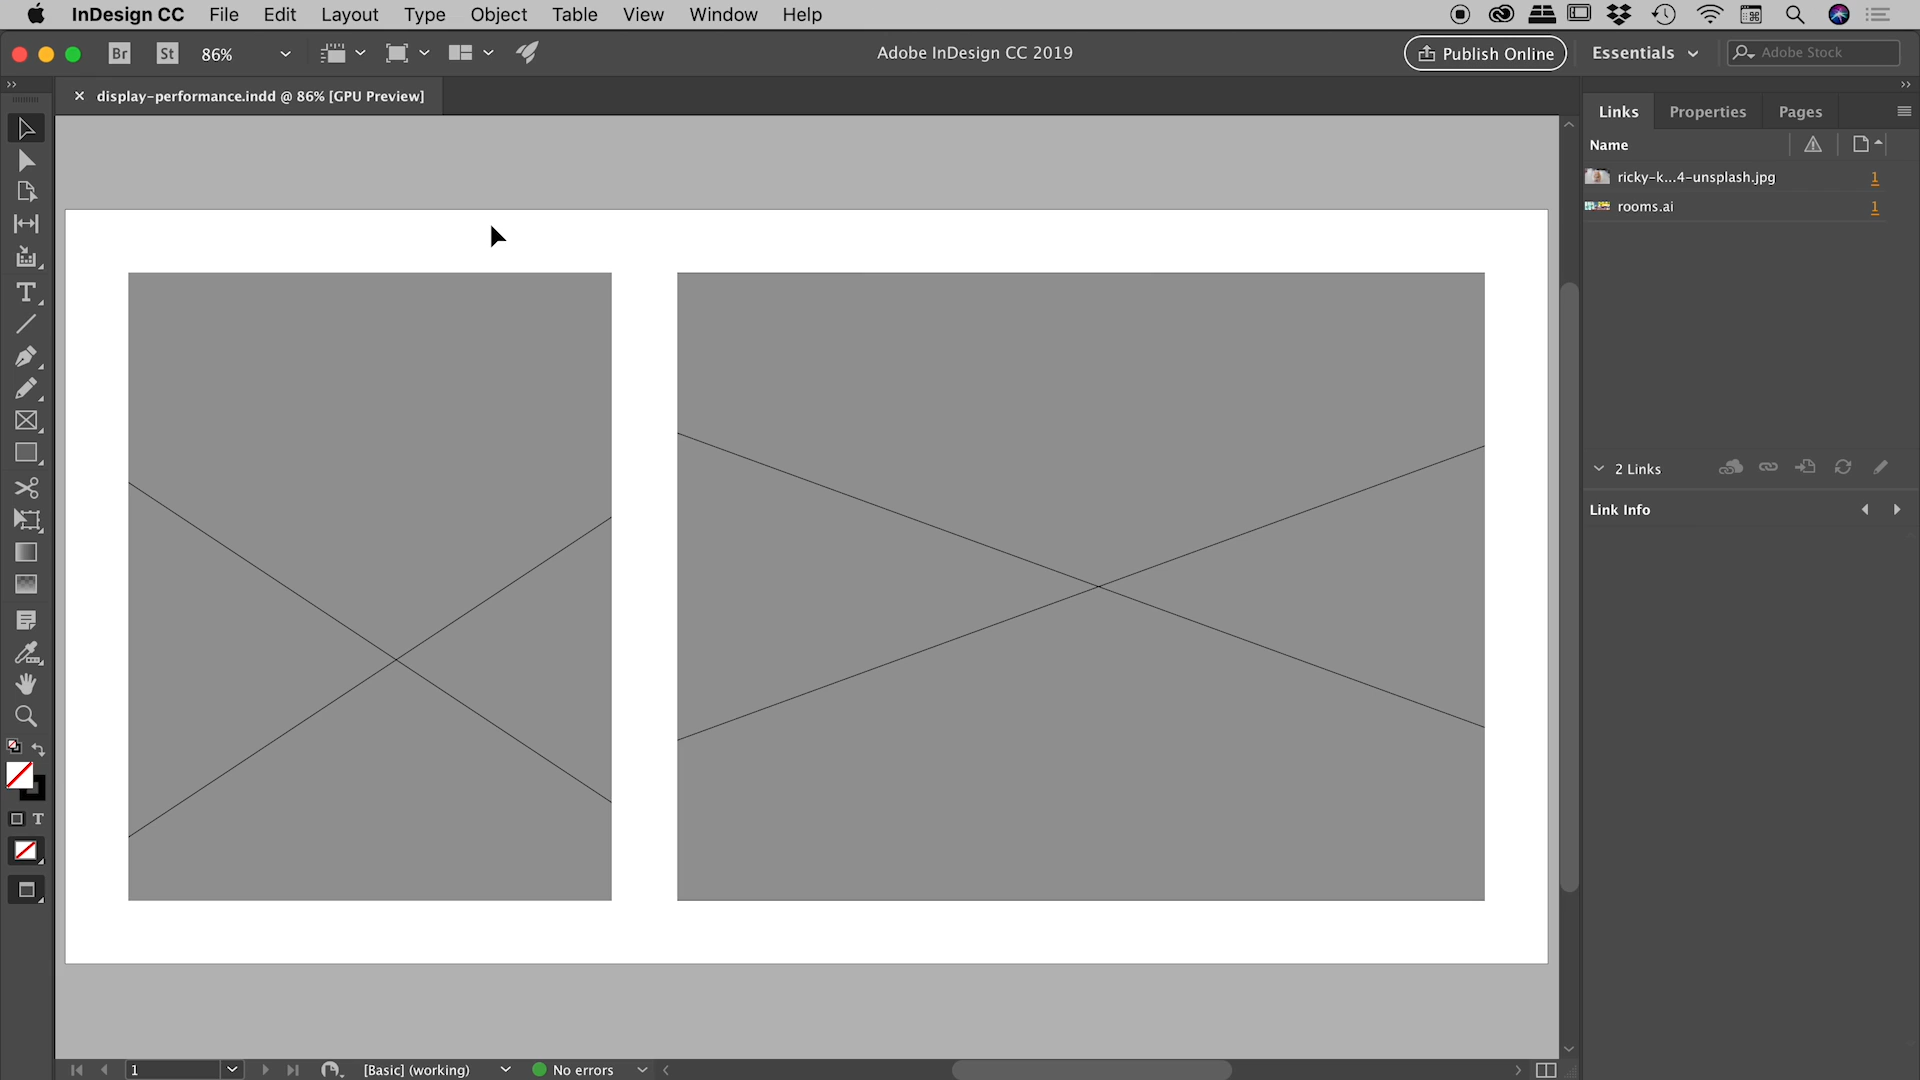 InDesign CC File Edit Layout Type Object Table View Window Help
Br St 86% Adobe InDesign CC 2019 Publish Online Essentials Adobe Stock
× display-performance.indd @ 86% [GPU Preview]
Links Properties Pages
Name
ricky-k...4-unsplash.jpg 1
rooms.ai 1
2 Links
Link Info
T
T
1 [Basic] (working) No errors